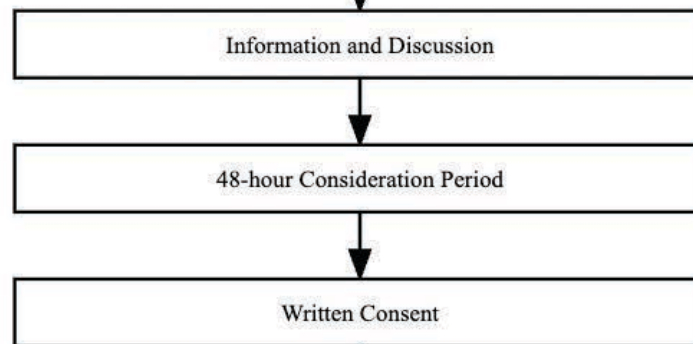 Information and Discussion
48-hour Consideration Period
Written Consent